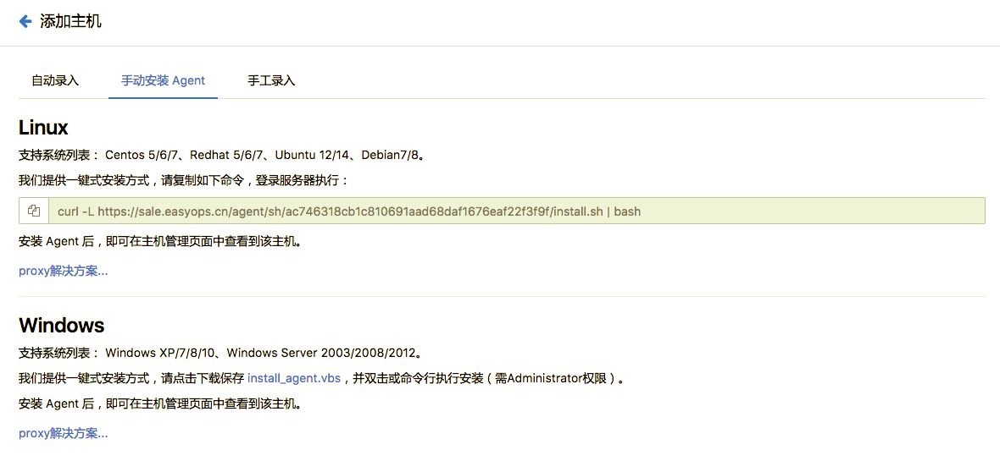 添加主机
自动录入
手动安装 Agent
手工录入
Linux
支持系统列表： Centos 5/6/7、Redhat 5/6/7、Ubuntu 12/14、Debian7/8。
我们提供一键式安装方式，请复制如下命令，登录服务器执行：
curl -L https://sale.easyops.cn/agent/sh/ac746318cb1c810691aad68daf1676eaf22f3f9f/install.sh | bash
安装 Agent 后，即可在主机管理页面中查看到该主机。
proxy解决方案...
Windows
支持系统列表： Windows XP/7/8/10、Windows Server 2003/2008/2012。
我们提供一键式安装方式，请点击下载保存 install_agent.vbs，并双击或命令行执行安装（需Administrator权限）。
安装 Agent 后，即可在主机管理页面中查看到该主机。
proxy解决方案...